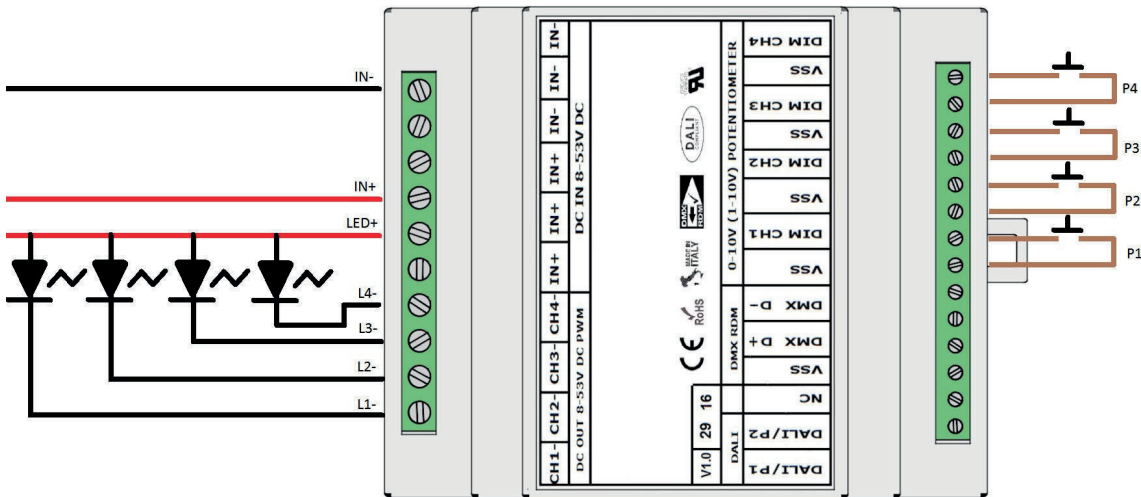 IN-
IN+
LED+
L4-
L3-
L2-
L1-
CH1- CH2- CH3- CH4- IN+ IN+ IN+ IN- IN- IN-
DC OUT 8-53V DC PWM
DC IN 8-53V DC
RoHS
MADE IN
ITALY
DMX
RDM
DALI
V1.0 29 16
DALI
DMX RDM
0-10V (1-10V) POTENTIOMETER
DIM CH4
VSS
DIM CH3
VSS
DIM CH2
VSS
DIM CH1
VSS
DMX D-
DMX D+
VSS
NC
DALI/P2
DALI/P1
P4
P3
P2
P1